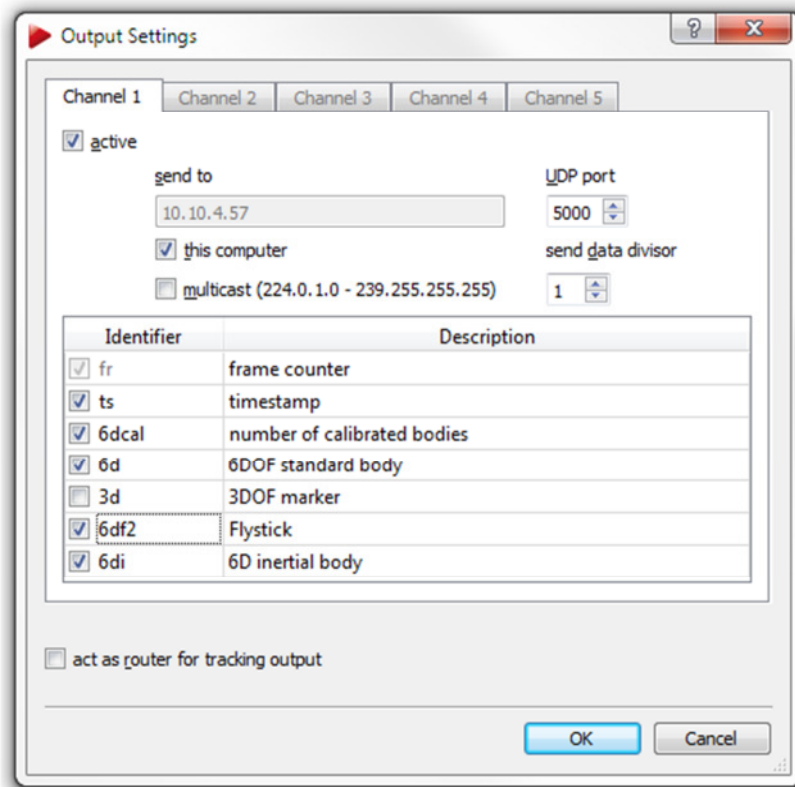 Output Settings
Channel 1 Channel 2 Channel 3 Channel 4 Channel 5
active
send to UDP port
10.10.4.57 5000
this computer send data divisor
multicast (224.0.1.0 - 239.255.255.255) 1
Identifier Description
fr frame counter
ts timestamp
6dcal number of calibrated bodies
6d 6DOF standard body
3d 3DOF marker
6df2 Flystick
6di 6D inertial body
act as router for tracking output
OK Cancel